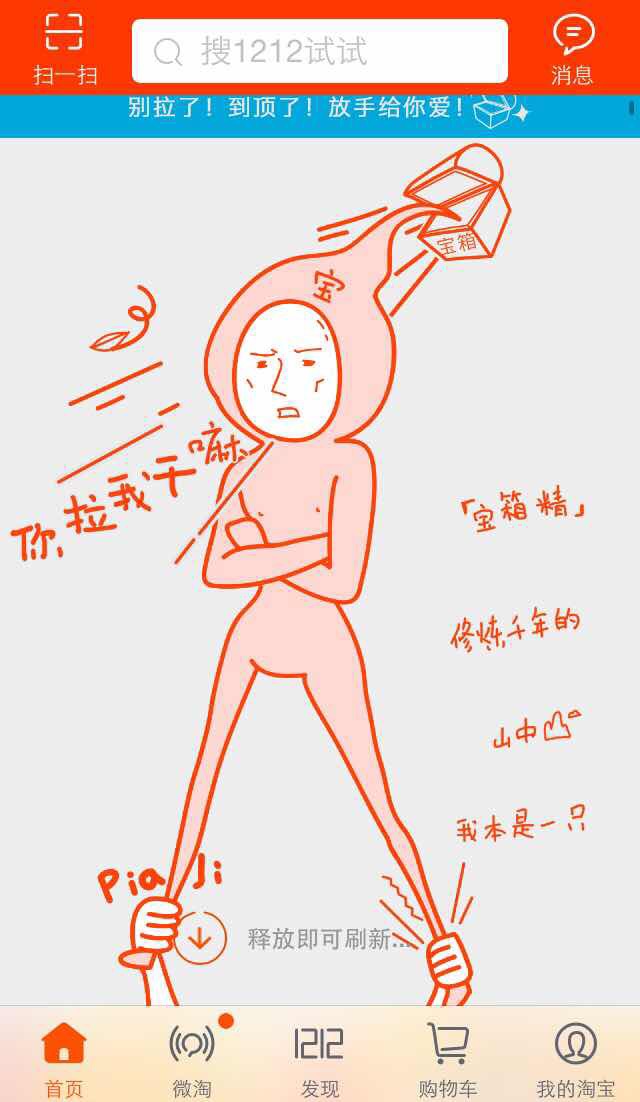 搜1212试试
扫一扫
消息
别拉了！到顶了！放手给你爱！
宝箱
宝
你拉我干嘛
「宝箱精」
修炼千年的
山中
我本是一只
Pia Ji
释放即可刷新...
首页
微淘
1212
发现
购物车
我的淘宝